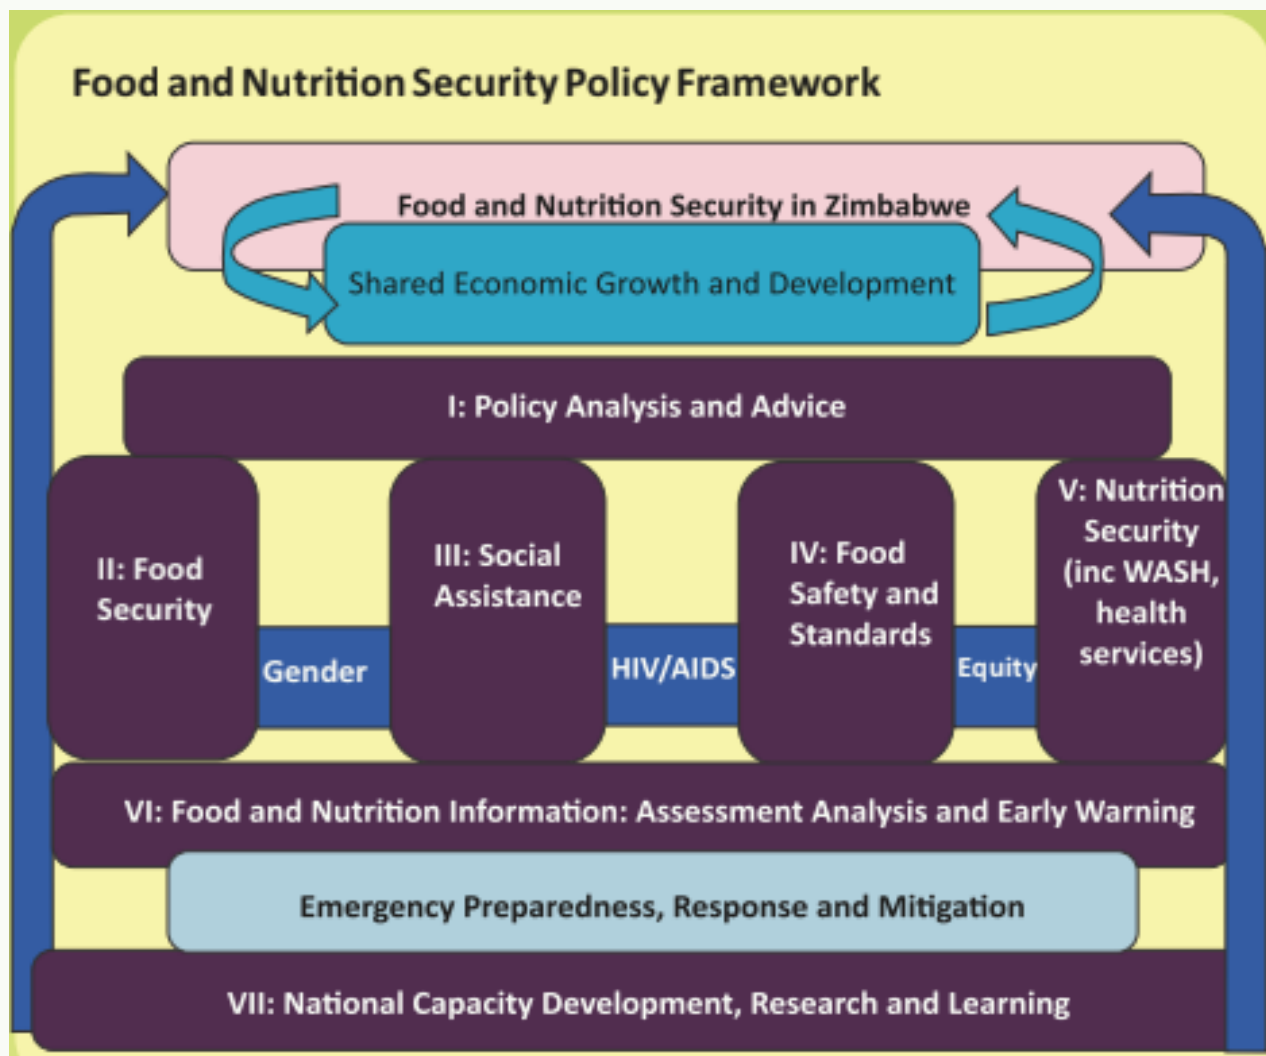 Food and Nutrition Security Policy Framework
Food and Nutrition Security in Zimbabwe
Shared Economic Growth and Development
I: Policy Analysis and Advice
II: Food
Security
Gender
III: Social
Assistance
HIV/AIDS
IV: Food
Safety and
Standards
Equity
V: Nutrition
Security
(inc WASH,
health
services)
VI: Food and Nutrition Information: Assessment Analysis and Early Warning
Emergency Preparedness, Response and Mitigation
VII: National Capacity Development, Research and Learning